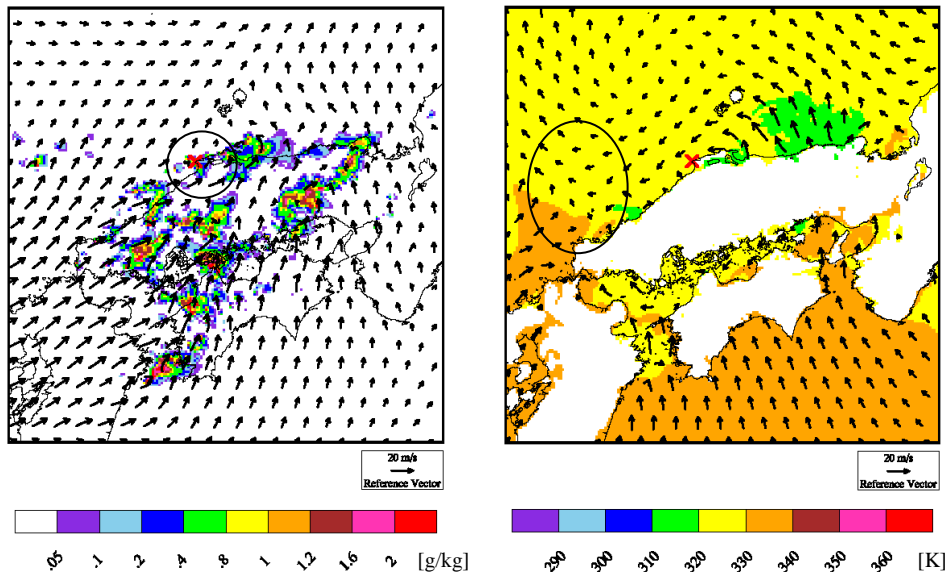 20 m/s
Reference Vector
20 m/s
Reference Vector
.05 .1 .2 .4 .8 1 1.2 1.6 2 [g/kg]
290 300 310 320 330 340 350 360 [K]